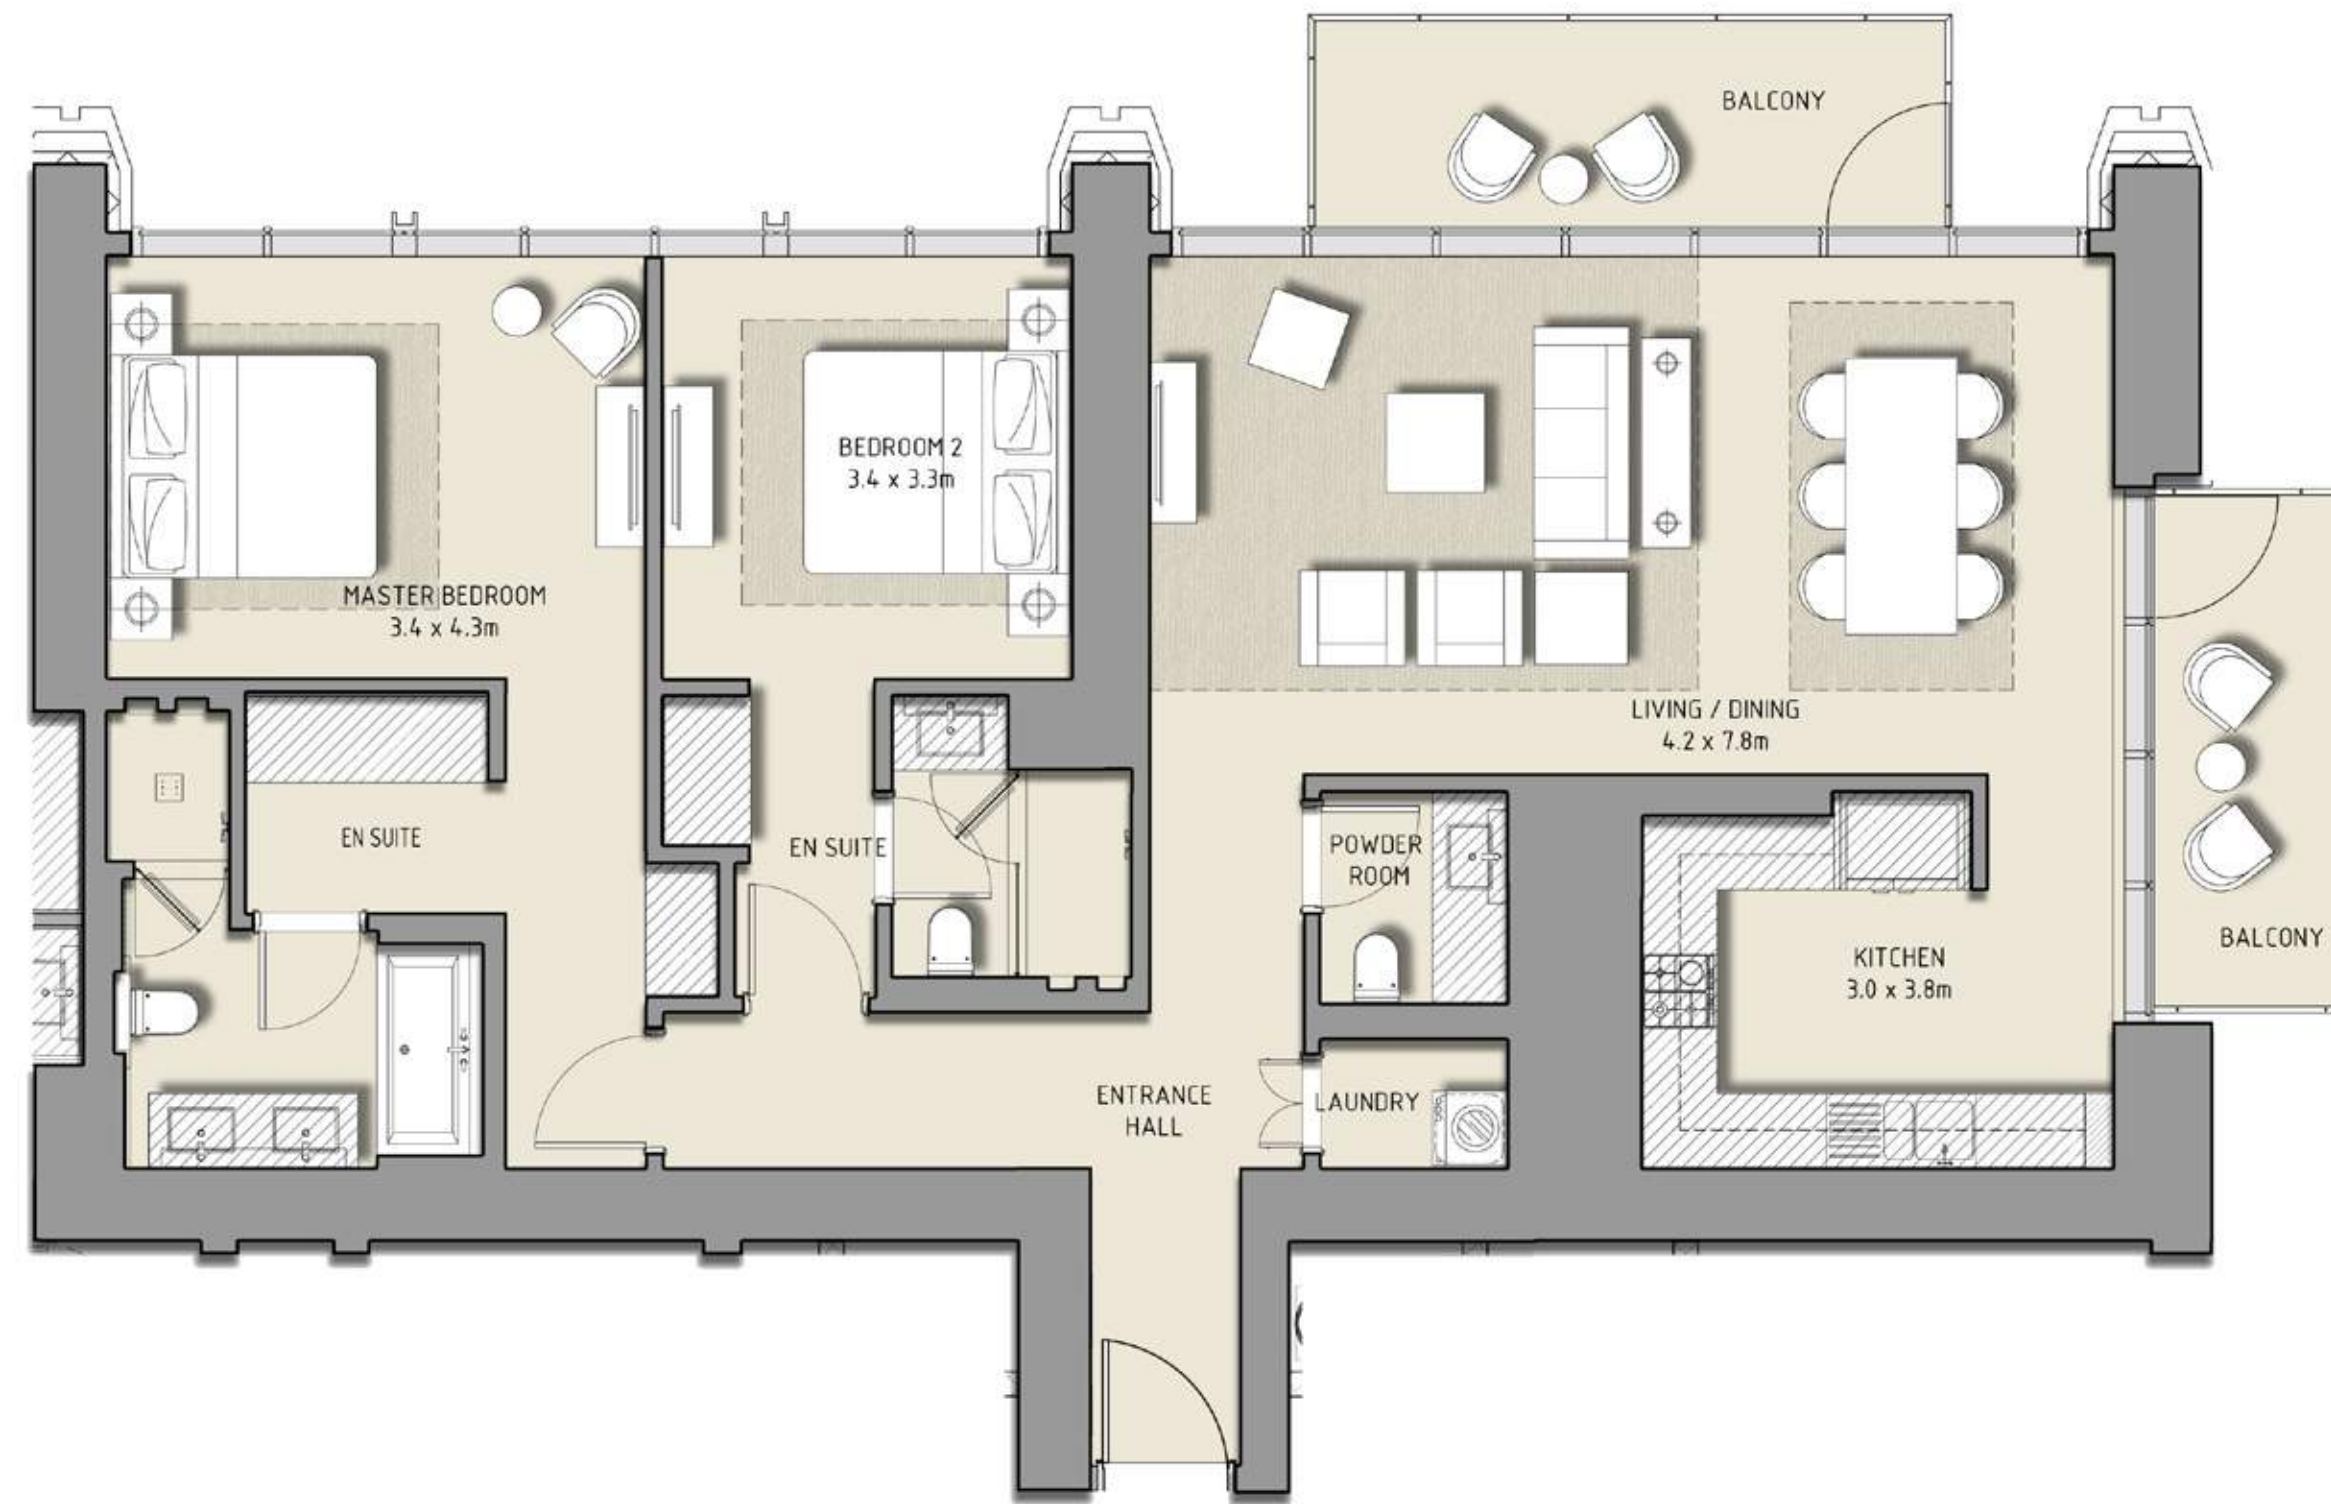 BALCONY
BEDROOM 2
3.4 x 3.3m
MASTER BEDROOM
3.4 x 4.3m
LIVING / DINING
4.2 x 7.8m
EN SUITE
EN SUITE
POWDER
ROOM
BALCONY
KITCHEN
3.0 x 3.8m
ENTRANCE
HALL
LAUNDRY